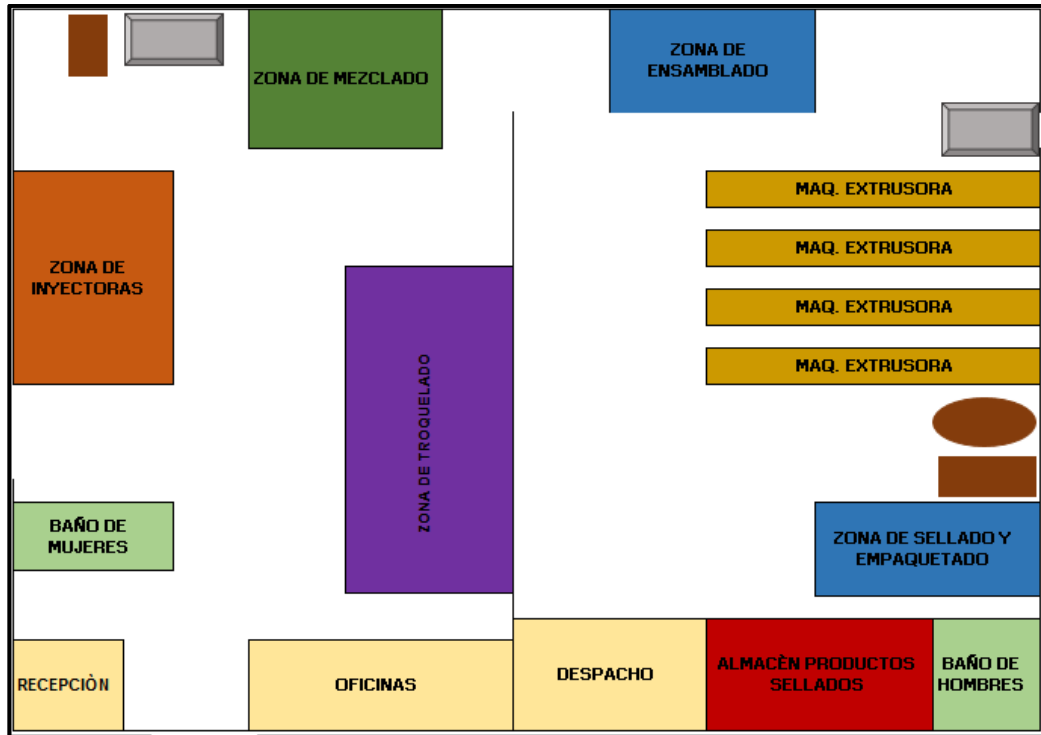 ZONA DE MEZCLADO
ZONA DE
ENSAMBLADO
MAQ. EXTRUSORA
MAQ. EXTRUSORA
MAQ. EXTRUSORA
MAQ. EXTRUSORA
ZONA DE
INYECTORAS
ZONA DE TROQUELADO
BAÑO DE
MUJERES
ZONA DE SELLADO Y
EMPAQUETADO
RECEPCIÒN
OFICINAS
DESPACHO
ALMACÈN PRODUCTOS
SELLADOS
BAÑO DE
HOMBRES